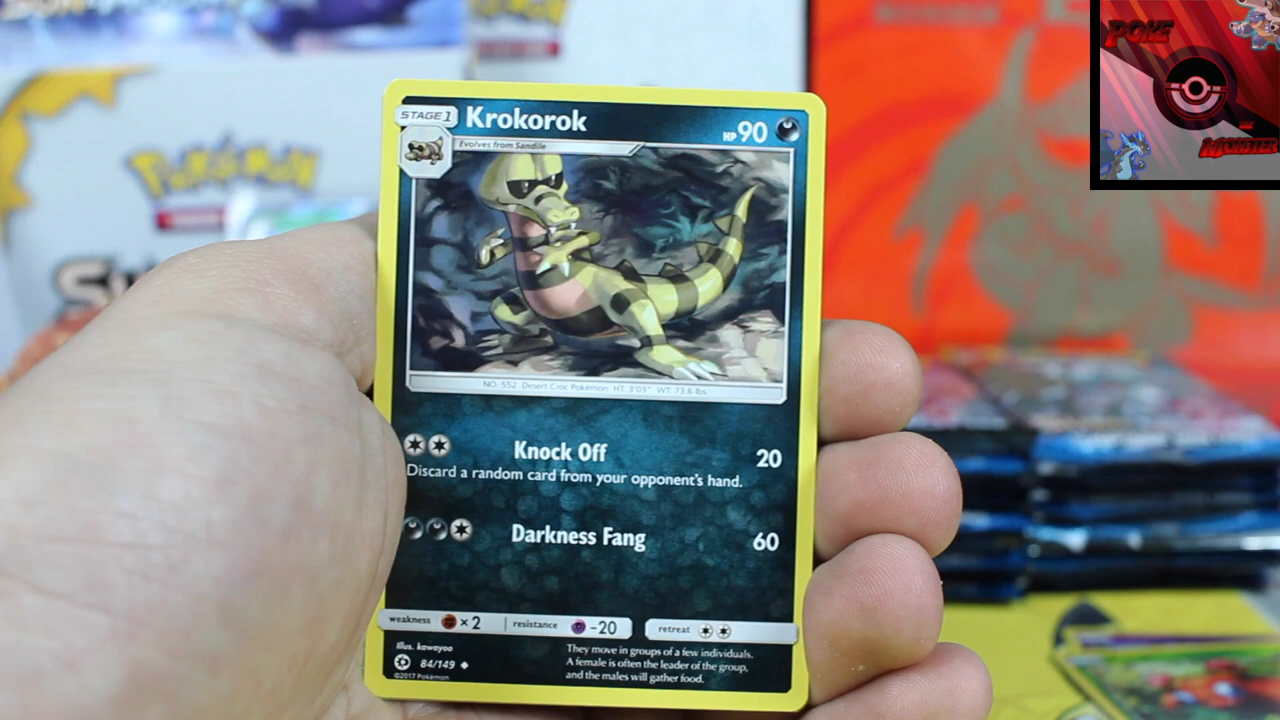 POKÉMON
POKE
MONSTER
STAGE 1
Krokorok
HP 90
Evolves from Sandile
NO. 552 Desert Croc Pokémon HT: 3'03" WT: 73.6 lbs.
Knock Off 20
Discard a random card from your opponent's hand.
Darkness Fang 60
weakness ×2 resistance -20 retreat
Illus. kawayoo
84/149
©2017 Pokémon
They move in groups of a few individuals.
A female is often the leader of the group,
and the males will gather food.